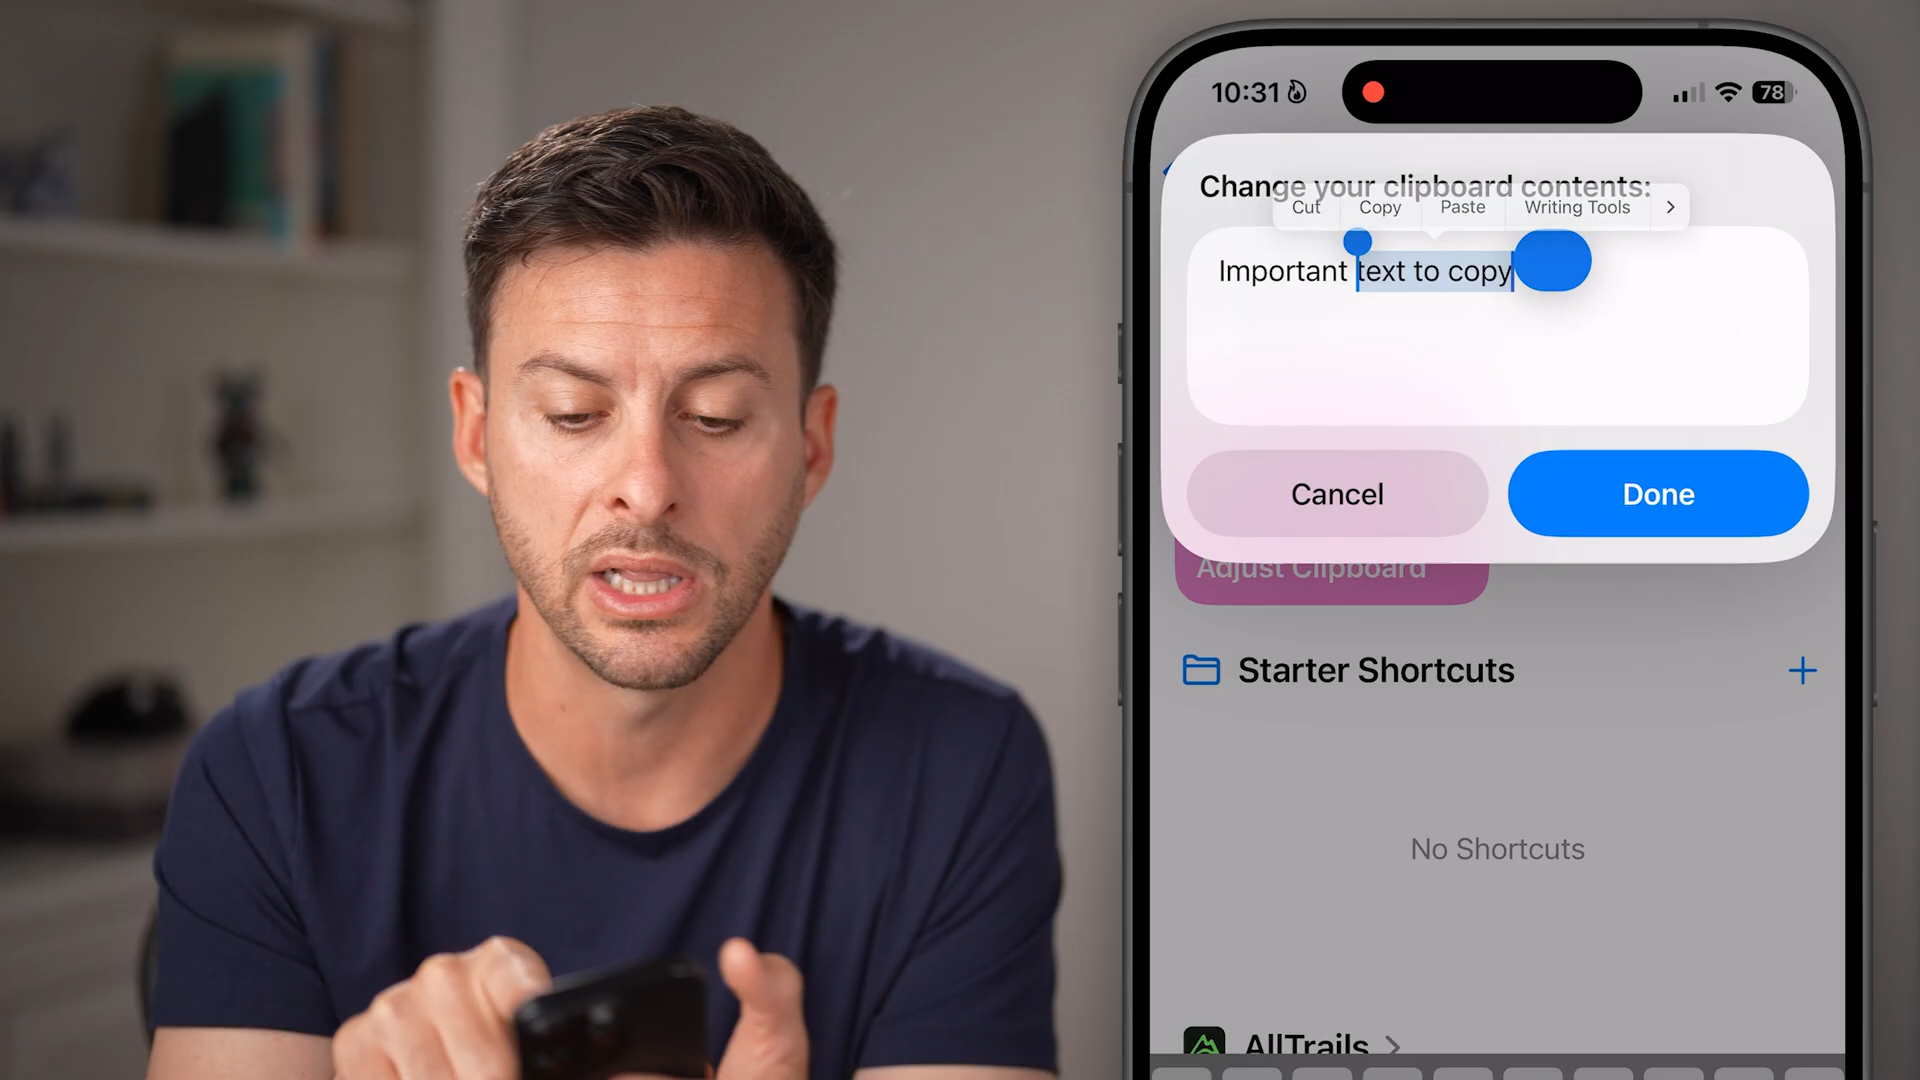 10:31
78
Change your clipboard contents:
Cut Copy Paste Writing Tools
Important text to copy
Cancel Done
Adjust Clipboard
Starter Shortcuts
No Shortcuts
AllTrails